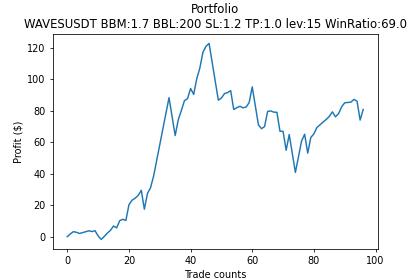 Portfolio
WAVESUSDT BBM:1.7 BBL:200 SL:1.2 TP:1.0 lev:15 WinRatio:69.0
120
100
80
60
40
20
0
Profit ($)
0 20 40 60 80 100
Trade counts